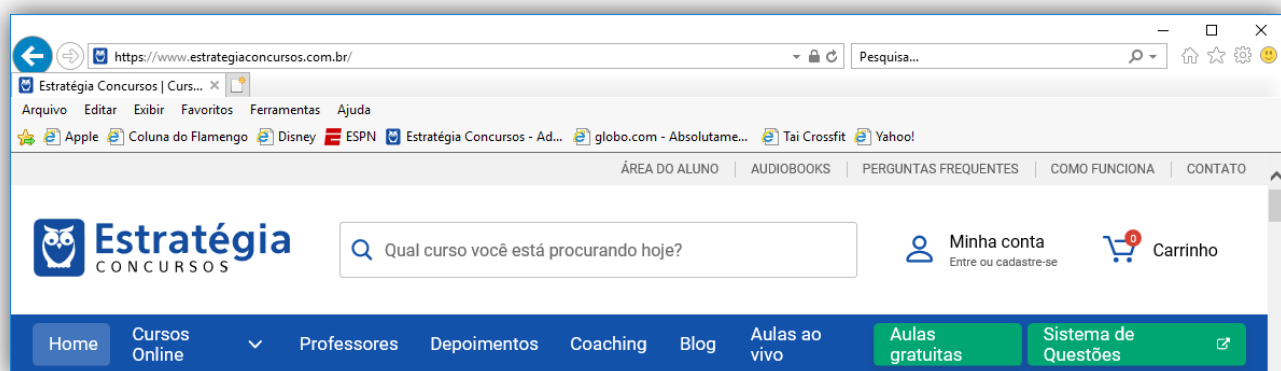 https://www.estrategiaconcursos.com.br/ Pesquisa...
Estratégia Concursos | Curs...
Arquivo Editar Exibir Favoritos Ferramentas Ajuda
Apple Coluna do Flamengo Disney ESPN Estratégia Concursos - Ad... globo.com - Absolutame... Tai Crossfit Yahoo!
ÁREA DO ALUNO | AUDIOBOOKS | PERGUNTAS FREQUENTES | COMO FUNCIONA | CONTATO
Estratégia
CONCURSOS
Qual curso você está procurando hoje?
Minha conta
Entre ou cadastre-se
0
Carrinho
Home
Cursos
Online
Professores
Depoimentos
Coaching
Blog
Aulas ao
vivo
Aulas
gratuitas
Sistema de
Questões